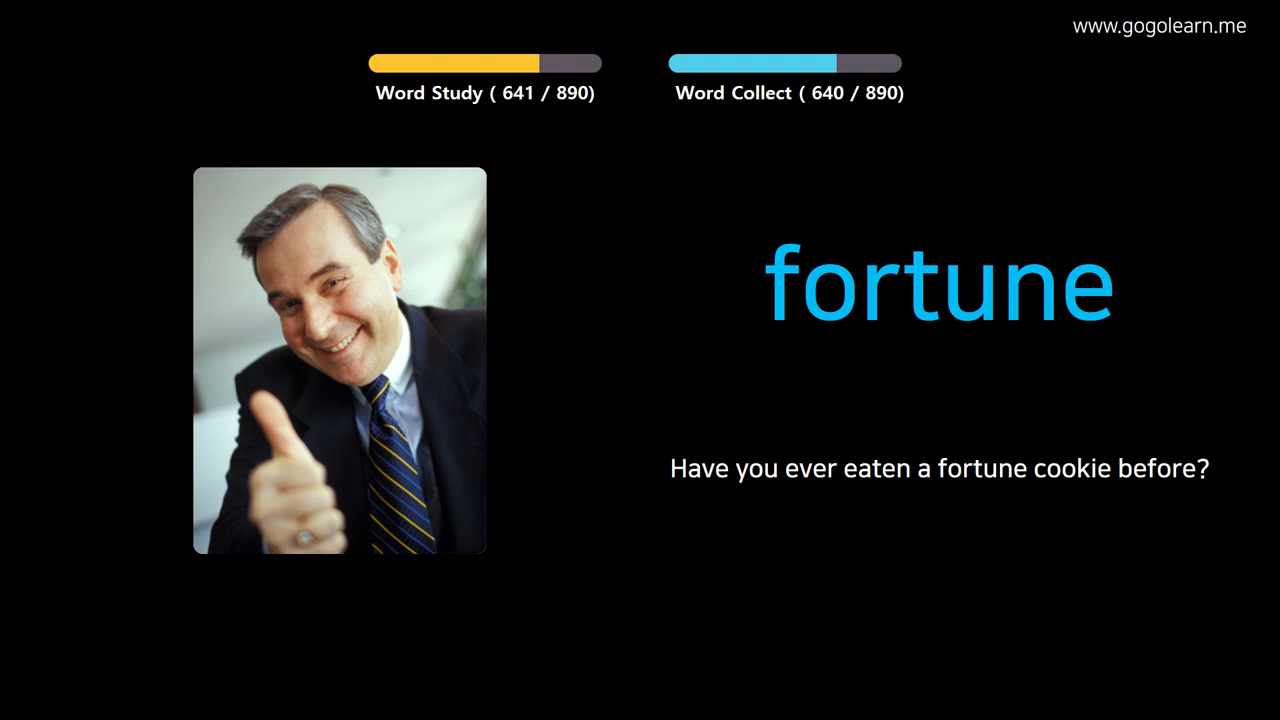 www.gogolearn.me
Word Study ( 641 / 890)
Word Collect ( 640 / 890)
fortune
Have you ever eaten a fortune cookie before?